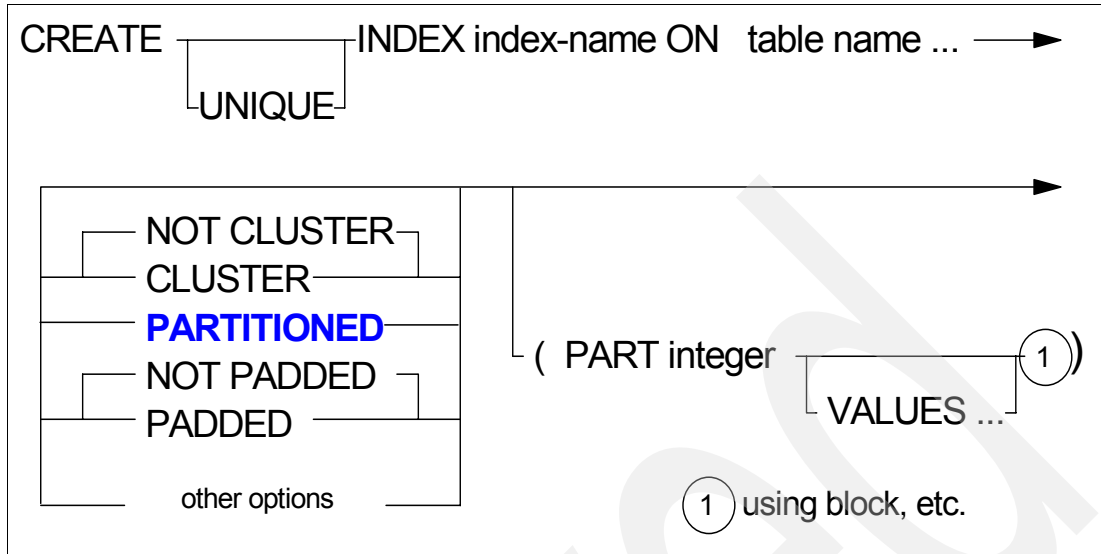 CREATE INDEX index-name ON table name ...
UNIQUE
NOT CLUSTER
CLUSTER
PARTITIONED
( PART integer 1 )
NOT PADDED
VALUES ...
PADDED
other options
1 using block, etc.